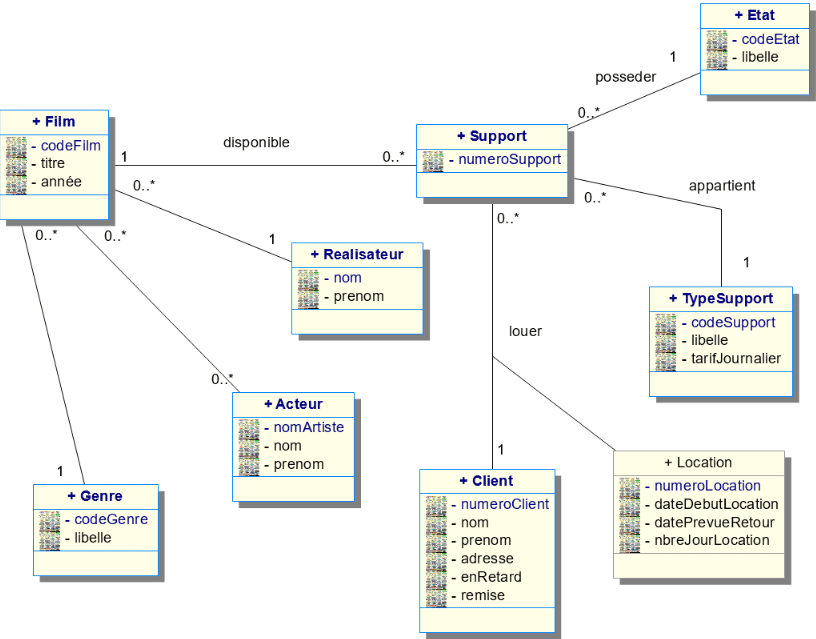 + Etat
- codeEtat
- libelle
1
posseder
0..*
+ Film
- codeFilm
- titre
- année
disponible
1
0..*
+ Support
- numeroSupport
0..*
1
0..*
appartient
1
0..*
0..*
0..*
+ Realisateur
- nom
- prenom
+ TypeSupport
- codeSupport
- libelle
- tarifJournalier
louer
0..*
+ Acteur
- nomArtiste
- nom
- prenom
1
+ Genre
- codeGenre
- libelle
1
+ Client
- numeroClient
- nom
- prenom
- adresse
- enRetard
- remise
+ Location
- numeroLocation
- dateDebutLocation
- datePrevueRetour
- nbreJourLocation